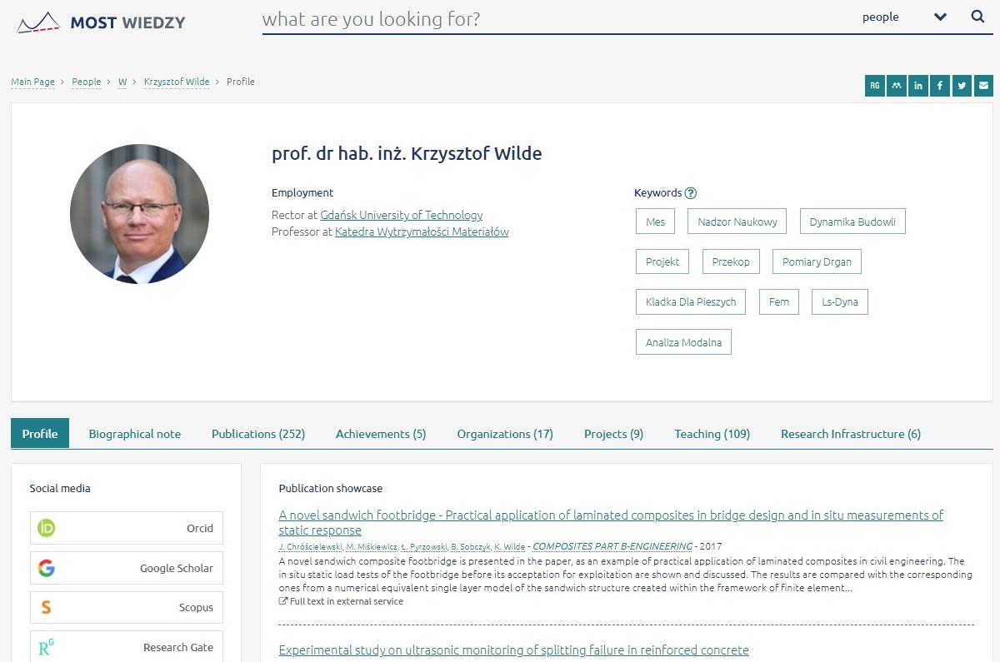 MOST WIEDZY
what are you looking for?
people
Main Page > People > W > Krzysztof Wilde > Profile
RG
in
f
prof. dr hab. inż. Krzysztof Wilde
Employment
Rector at Gdańsk University of Technology
Professor at Katedra Wytrzymałości Materiałów
Keywords ?
Mes
Nadzor Naukowy
Dynamika Budowli
Projekt
Przekop
Pomiary Drgan
Kladka Dla Pieszych
Fem
Ls-Dyna
Analiza Modalna
Profile
Biographical note
Publications (252)
Achievements (5)
Organizations (17)
Projects (9)
Teaching (109)
Research Infrastructure (6)
Social media
iD Orcid
G Google Scholar
S Scopus
RG Research Gate
Publication showcase
A novel sandwich footbridge - Practical application of laminated composites in bridge design and in situ measurements of
static response
J. Chróścielewski, M. Miśkiewicz, Ł. Pyrzowski, B. Sobczyk, K. Wilde - COMPOSITES PART B-ENGINEERING - 2017
A novel sandwich composite footbridge is presented in the paper, as an example of practical application of laminated composites in civil engineering. The
in situ static load tests of the footbridge before its acceptation for exploitation are shown and discussed. The results are compared with the corresponding
ones from a numerical equivalent single layer model of the sandwich structure created within the framework of finite element...
Full text in external service
Experimental study on ultrasonic monitoring of splitting failure in reinforced concrete